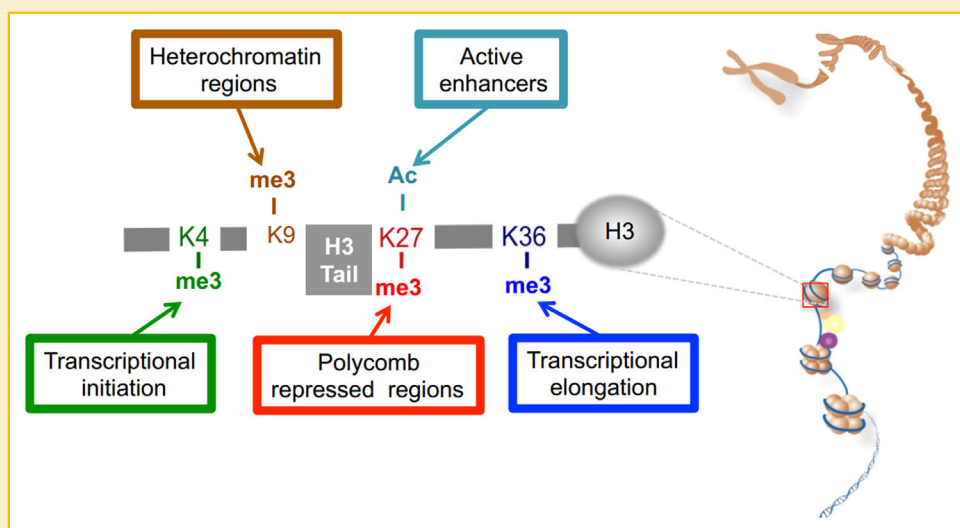 Heterochromatin
regions
Active
enhancers
me3
Ac
K4
K9
H3
Tail
K27
K36
H3
me3
me3
me3
Transcriptional
initiation
Polycomb
repressed regions
Transcriptional
elongation